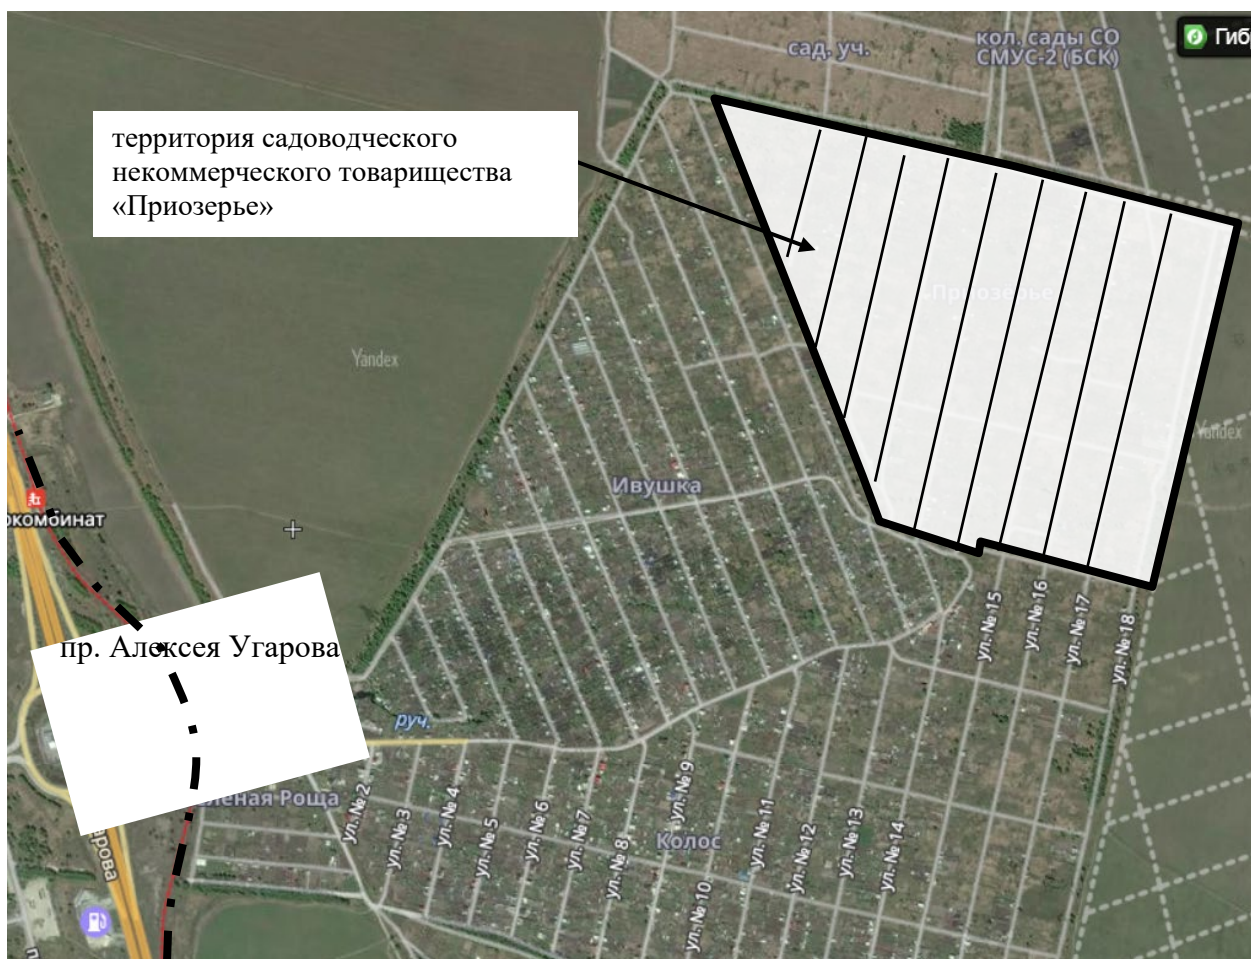 сад. уч.
кол. сады СО
СМУС-2 (БСК)
Гиб
территория садоводческого
некоммерческого товарищества
«Приозерье»
Приозерье
Yandex
Yandex
Ивушка
окомбинат
ул. № 15
ул. № 16
ул. № 17
ул. № 18
пр. Алексея Угарова
руч.
еленая Роща
ул. № 2
ул. № 3
ул. № 4
ул. № 5
ул. № 6
ул. № 7
ул. № 8
ул. № 9
ул. № 10
Колос
ул. № 11
ул. № 12
ул. № 13
ул. № 14
арова